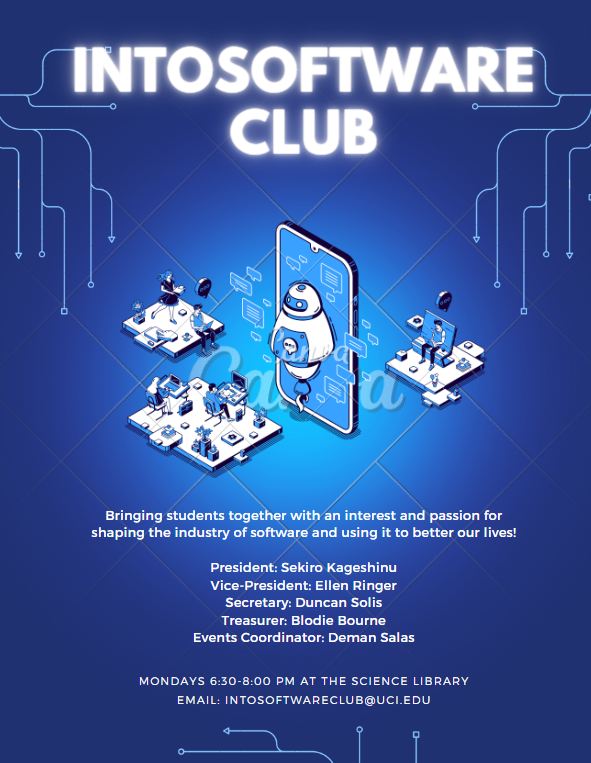 INTOSOFTWARE
CLUB
Canva
Canva
Bringing students together with an interest and passion for
shaping the industry of software and using it to better our lives!
President: Sekiro Kageshinu
Vice-President: Ellen Ringer
Secretary: Duncan Solis
Treasurer: Blodie Bourne
Events Coordinator: Deman Salas
MONDAYS 6:30-8:00 PM AT THE SCIENCE LIBRARY
EMAIL: INTOSOFTWARECLUB@UCI.EDU